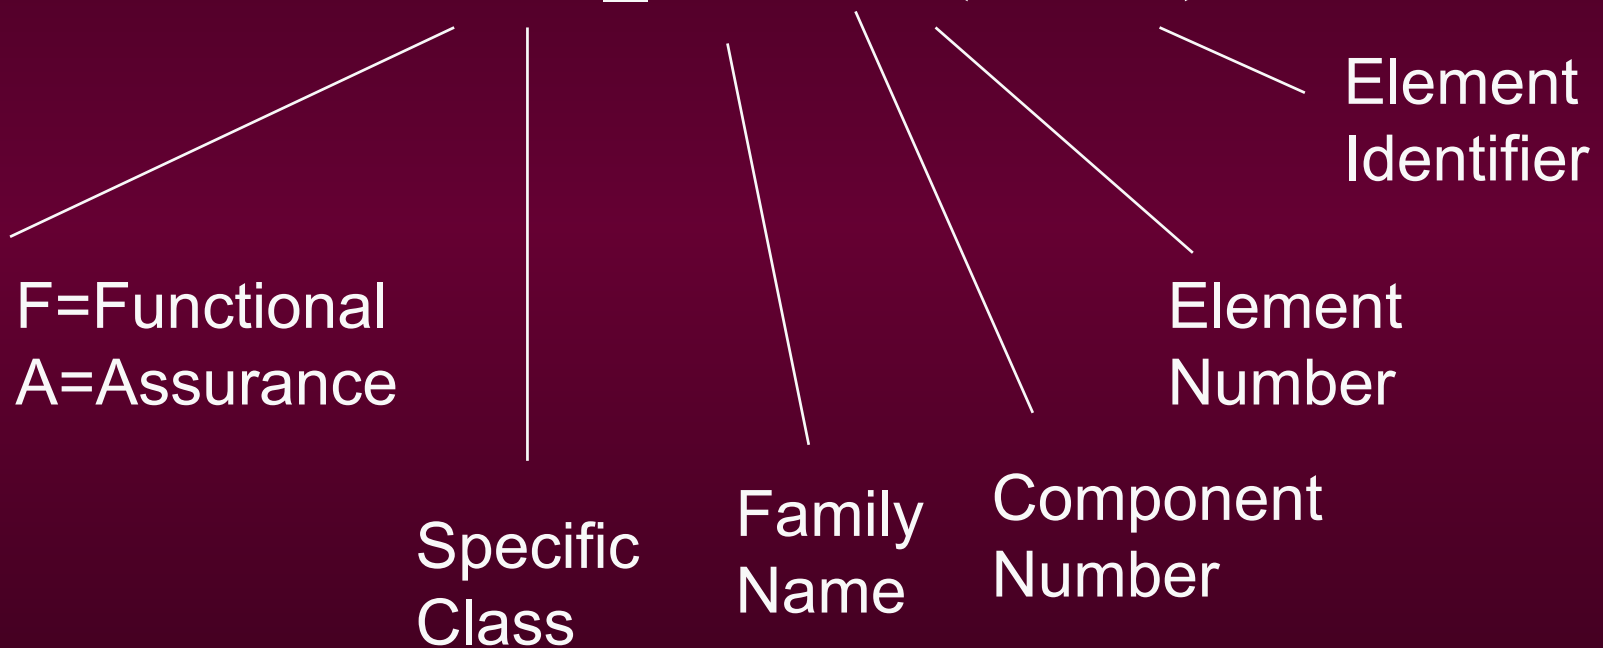 Element
Identifier
F=Functional
A=Assurance
Element
Number
Specific
Class
Family
Name
Component
Number